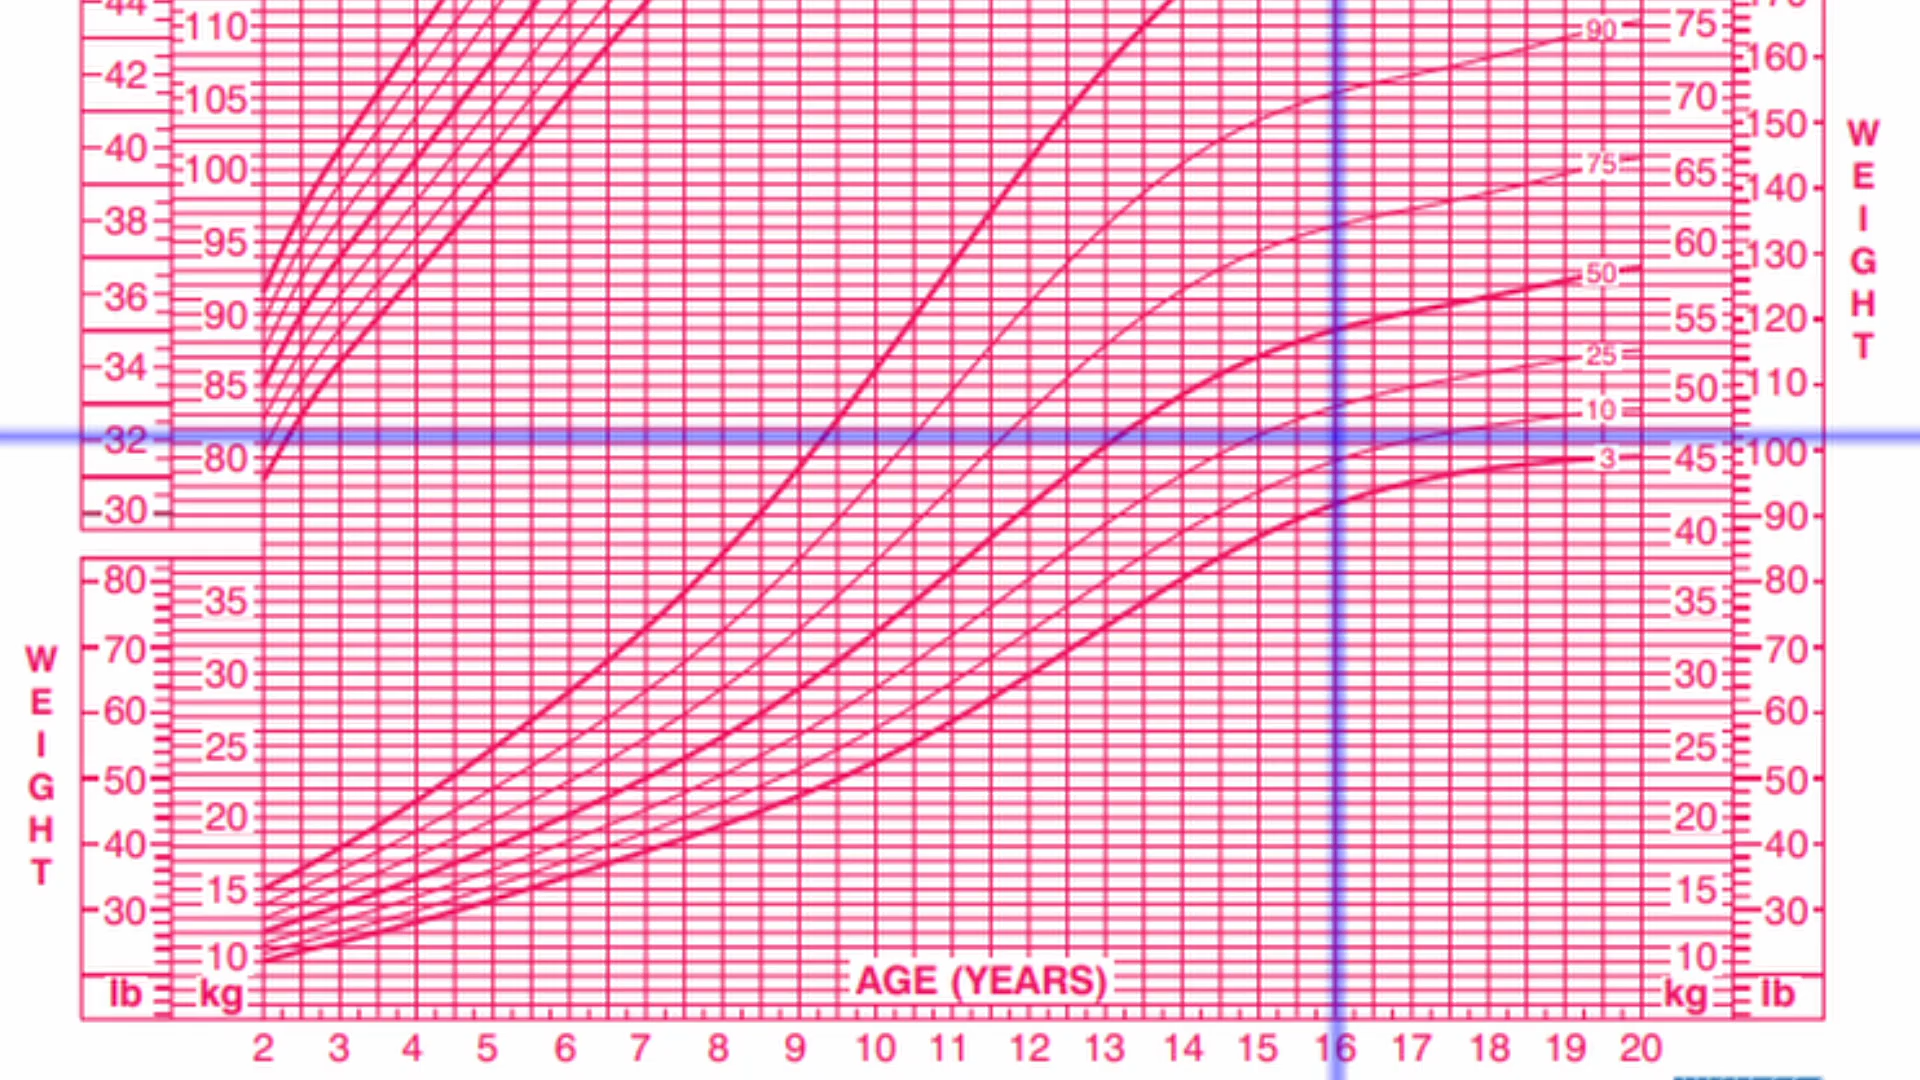 44 110 90 75 170
42 105 70 160
W
E
I
G
H
T
40 100 75 65 150
38 95 60 140
36 90 50 55 130
34 85 25 50 120
32 80 10 45 110
30 3 40 100
90
W
E
I
G
H
T
80 35 35 80
70 30 30 70
60 25 25 60
50 20 20 50
40 15 15 40
30 10 10 30
lb kg AGE (YEARS) kg lb
2 3 4 5 6 7 8 9 10 11 12 13 14 15 16 17 18 19 20